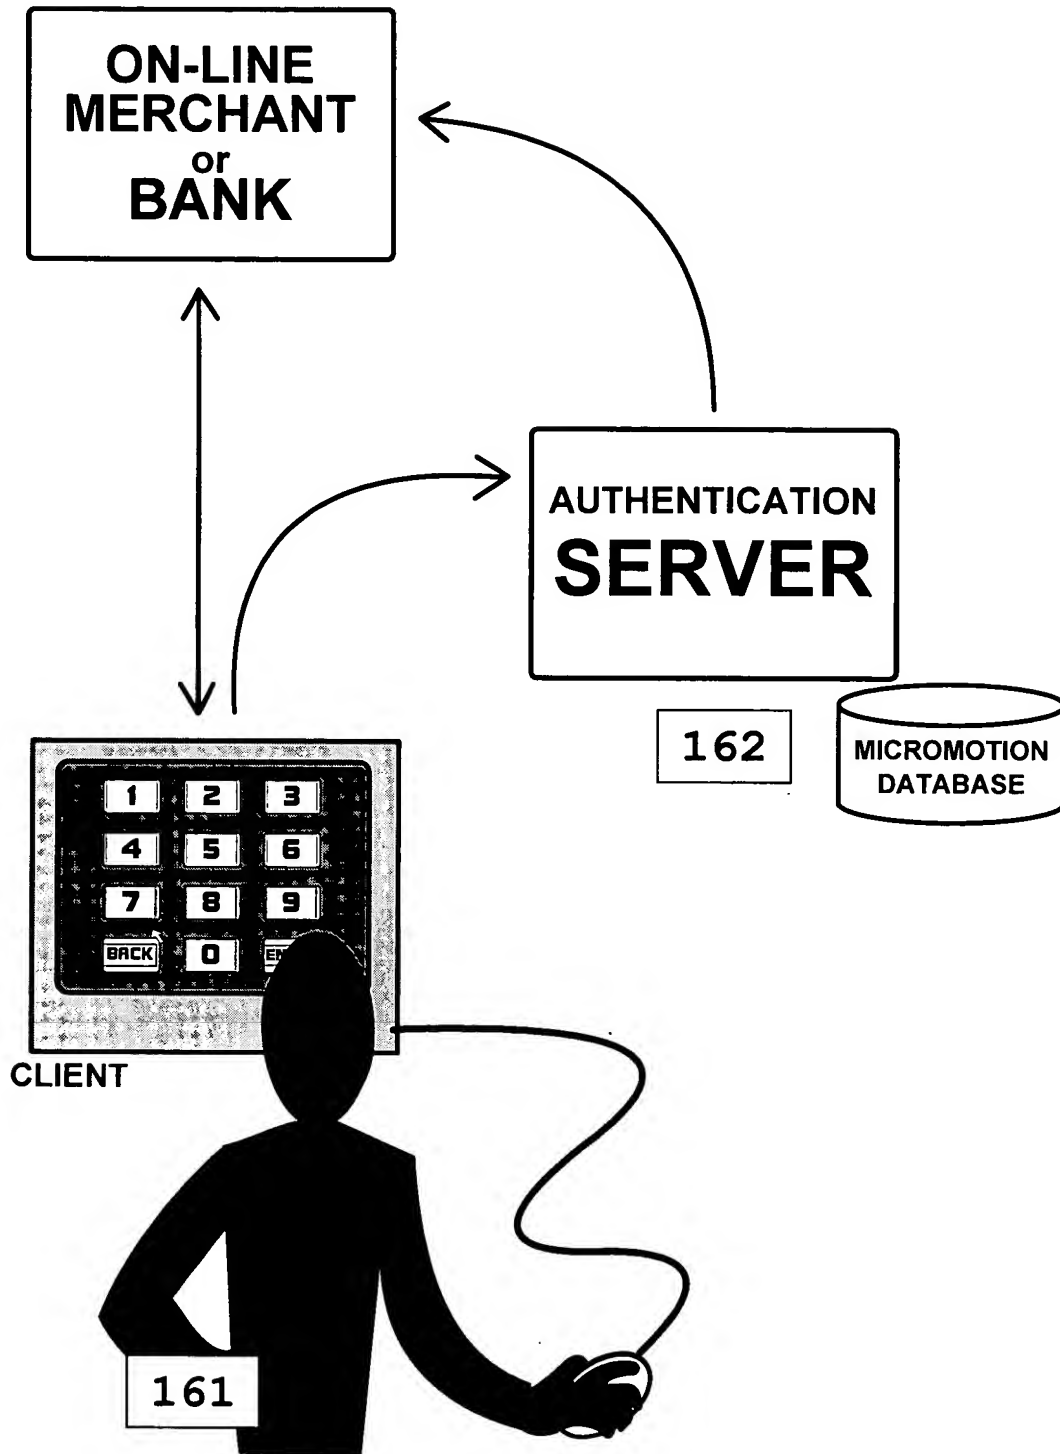 ON-LINE
MERCHANT
or
BANK
AUTHENTICATION
SERVER
162
MICROMOTION
DATABASE
1 2 3
4 5 6
7 8 9
BACK 0
CLIENT
161